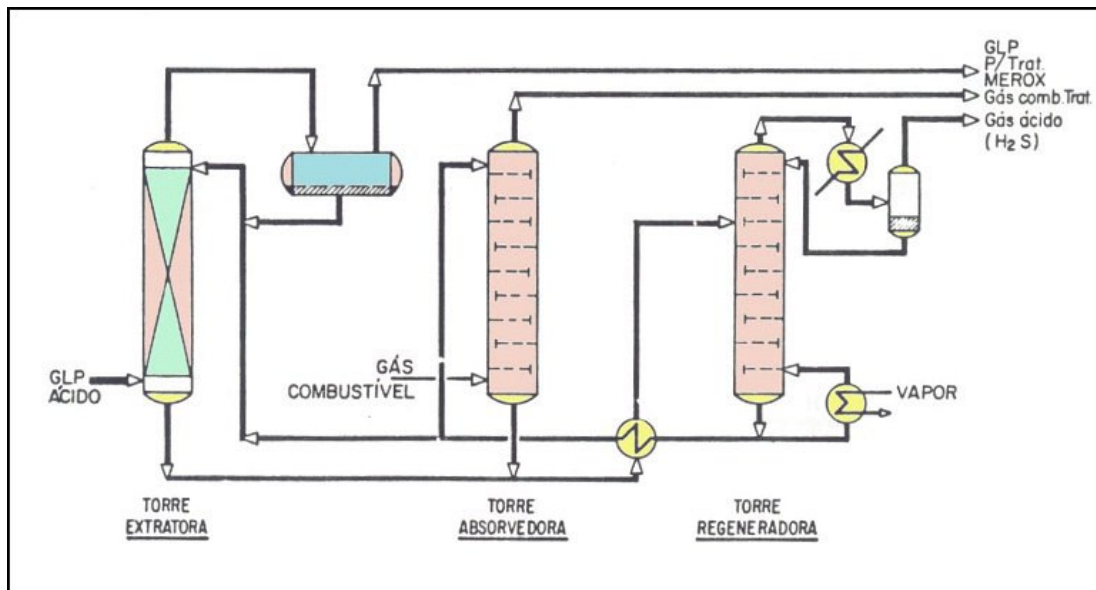 GLP
P/Trat.
MEROX
Gás comb.Trat.
Gás ácido
(H₂S)
GLP
ÁCIDO
GÁS
COMBUSTÍVEL
VAPOR
TORRE
EXTRATORA
TORRE
ABSORVEDORA
TORRE
REGENERADORA